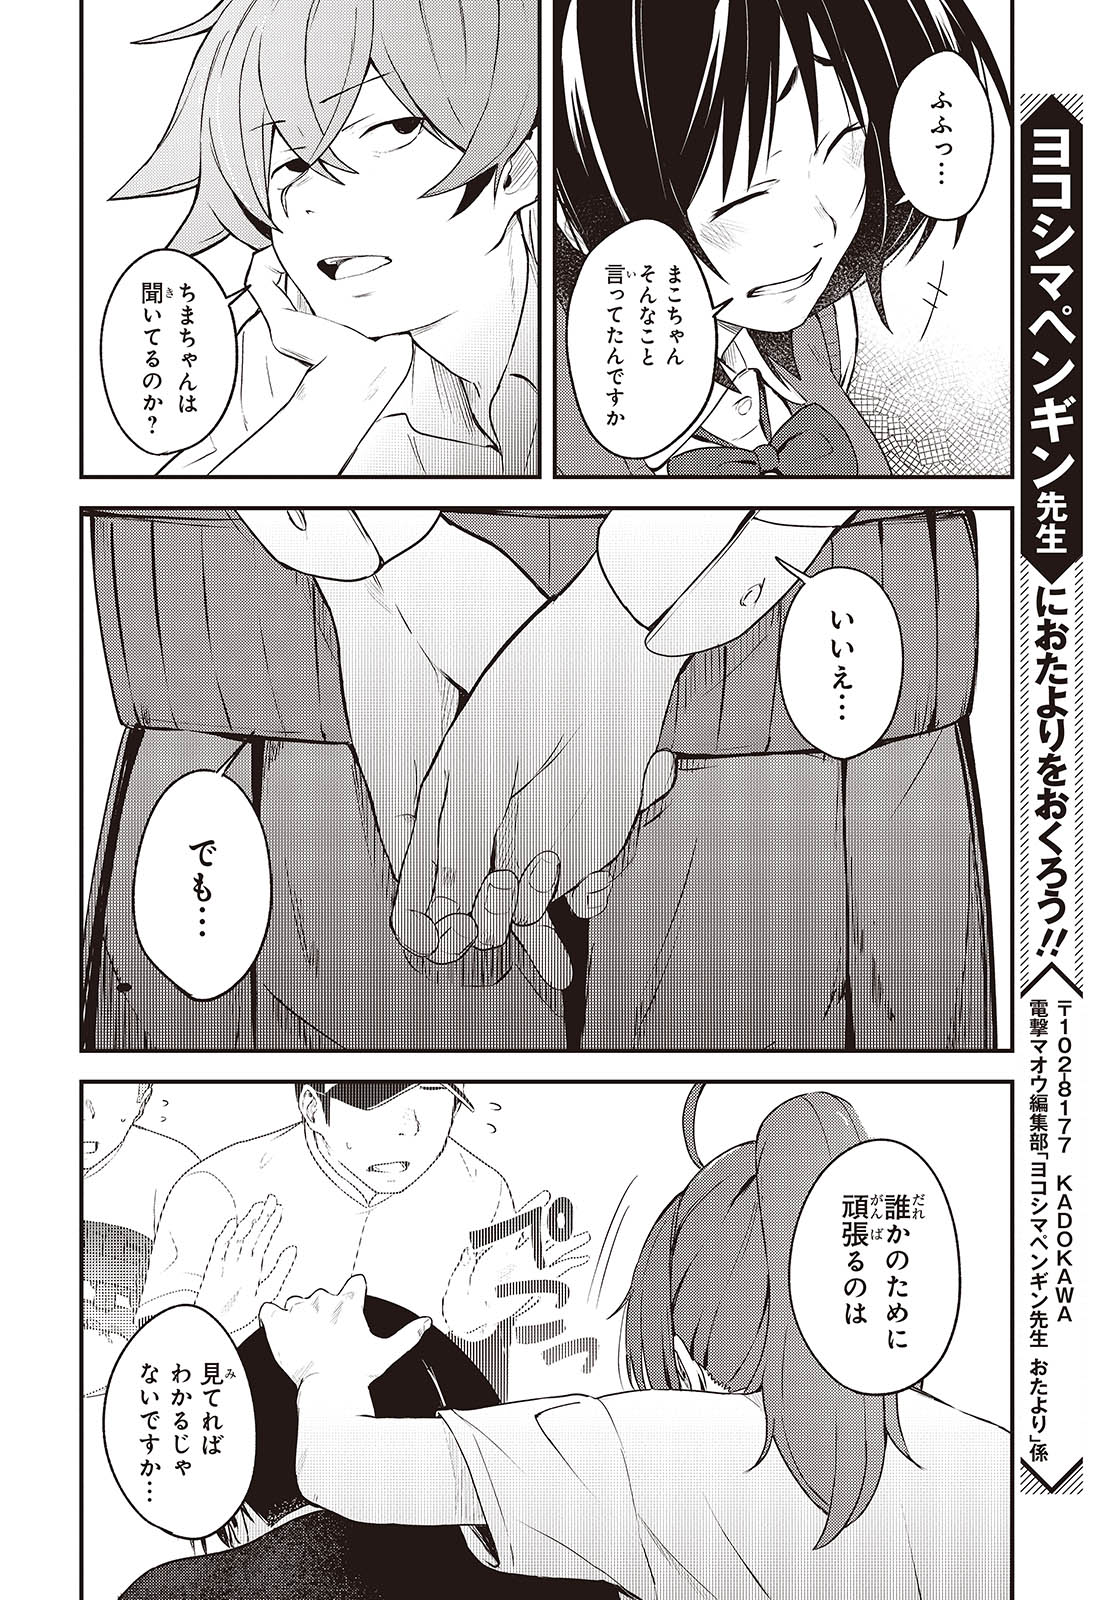 ふふっ…
まこちゃん
そんなこと
言ってたんですか
ちまちゃんは
聞いてるのか?
いいえ…
でも…
誰かのために
頑張るのは
見てれば
わかるじゃ
ないですか…
ペコペコ
ヨコシマペンギン先生におたよりをおくろう!!
〒102-8177 KADOKAWA
電撃マオウ編集部「ヨコシマペンギン先生 おたより」係